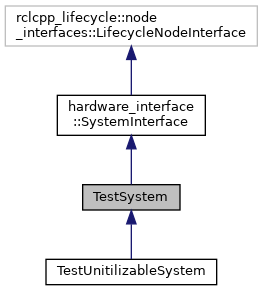 rclcpp_lifecycle::node
_interfaces::LifecycleNodeInterface
hardware_interface
::SystemInterface
TestSystem
TestUnitilizableSystem